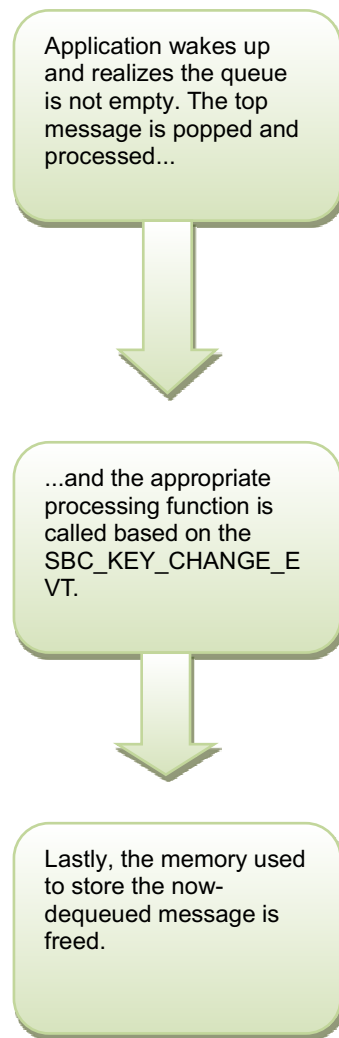 Application wakes up
and realizes the queue
is not empty. The top
message is popped and
processed...
...and the appropriate
processing function is
called based on the
SBC_KEY_CHANGE_E
VT.
Lastly, the memory used
to store the now-
dequeued message is
freed.